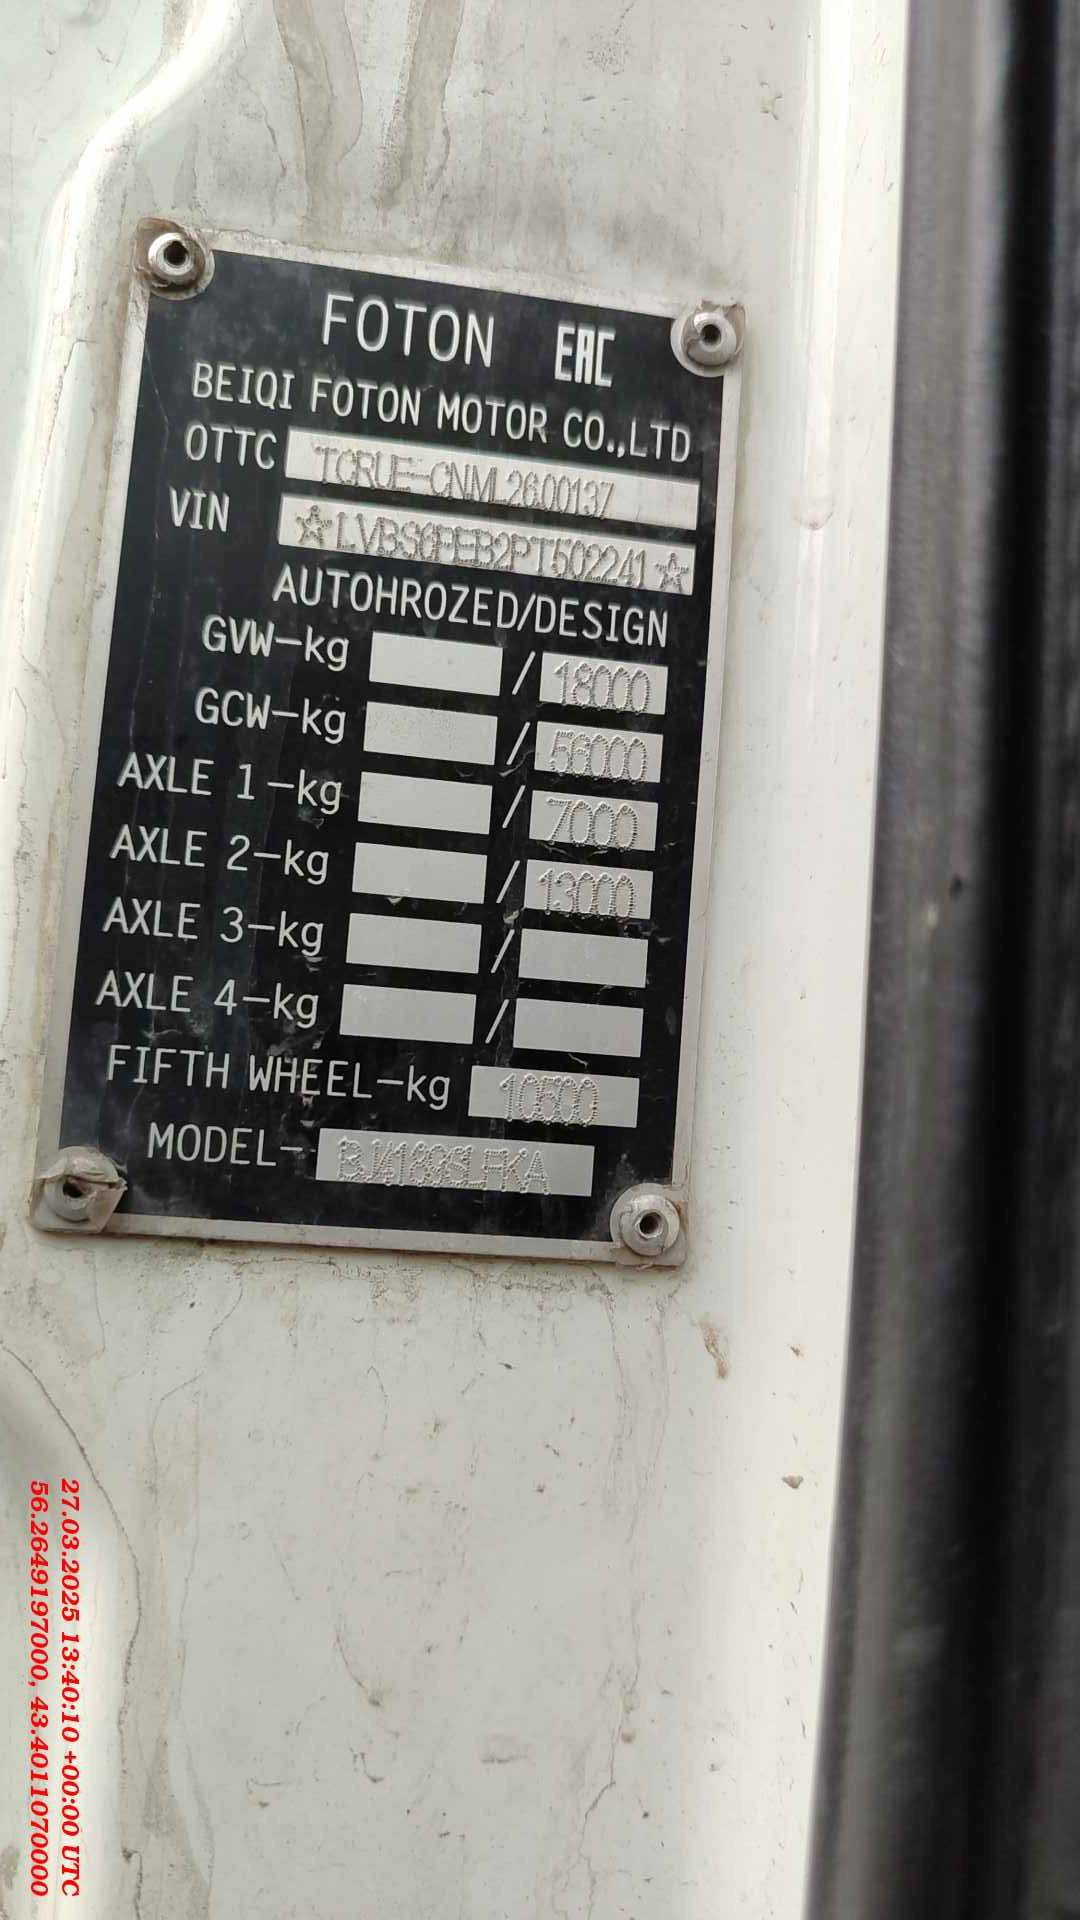 FOTON EAC
BEIQI FOTON MOTOR CO.,LTD
OTTC TCRUE-CNML26.00137
VIN ☆LVBS6PEB2PT502241☆
AUTOHROZED/DESIGN
GVW-kg / 18000
GCW-kg / 56000
AXLE 1-kg / 7000
AXLE 2-kg / 13000
AXLE 3-kg /
AXLE 4-kg /
FIFTH WHEEL-kg 10500
MODEL- BJ4189SLFKA
27.03.2025 13:40:10 +00:00 UTC
56.2649197000, 43.4011070000